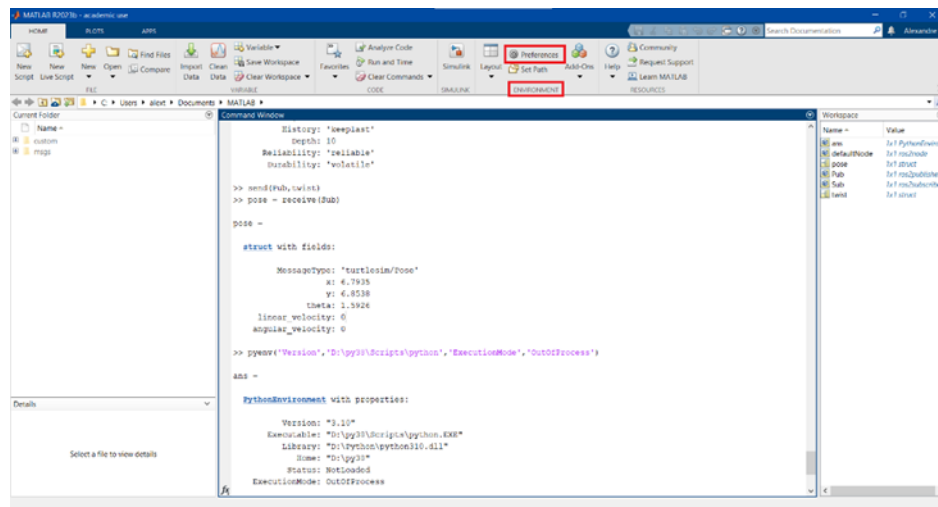 MATLAB R2023b - academic use
HOME PLOTS APPS
Search Documentation Alexandre
New Script
New Live Script
New
Open
Find Files
Compare
Import Data
Clean Data
Variable
Save Workspace
Clear Workspace
Favorites
Analyze Code
Run and Time
Clear Commands
Simulink
Layout
Preferences
Set Path
Add-Ons
Help
Community
Request Support
Learn MATLAB
FILE VARIABLE CODE SIMULINK ENVIRONMENT RESOURCES
C: Users alext Documents MATLAB
Current Folder
Name
custom
msgs
Details
Select a file to view details
Command Window
History: 'keeplast'
Depth: 10
Reliability: 'reliable'
Durability: 'volatile'
>> send(Pub,twist)
>> pose = receive(Sub)
pose =
struct with fields:
MessageType: 'turtlesim/Pose'
x: 6.7935
y: 6.8538
theta: 1.5926
linear_velocity: 0
angular_velocity: 0
>> pyenv('Version','D:\py38\Scripts\python','ExecutionMode','OutOfProcess')
ans =
PythonEnvironment with properties:
Version: "3.10"
Executable: "D:\py38\Scripts\python.EXE"
Library: "D:\Python\python310.dll"
Home: "D:\py38"
Status: NotLoaded
ExecutionMode: OutOfProcess
fx
Workspace
Name Value
ans 1x1 PythonEnviro
defaultNode 1x1 ros2node
pose 1x1 struct
Pub 1x1 ros2publishe
Sub 1x1 ros2subscribe
twist 1x1 struct